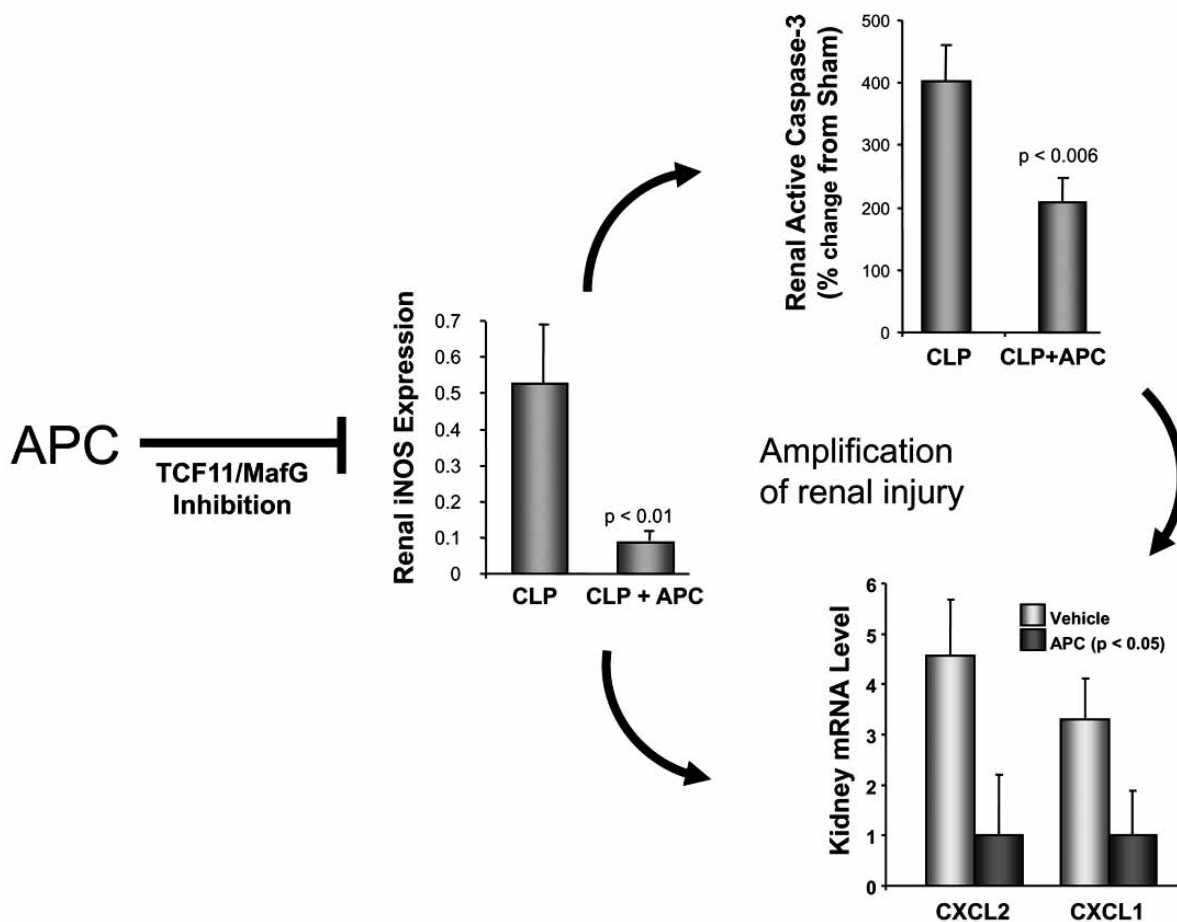 APC
TCF11/MafG
Inhibition
Renal iNOS Expression
0.7
0.6
0.5
0.4
0.3
0.2
0.1
0
p < 0.01
CLP
CLP + APC
Renal Active Caspase-3
(% change from Sham)
500
400
300
200
100
0
p < 0.006
CLP
CLP+APC
Amplification
of renal injury
Kidney mRNA Level
6
5
4
3
2
1
0
Vehicle
APC (p < 0.05)
CXCL2
CXCL1